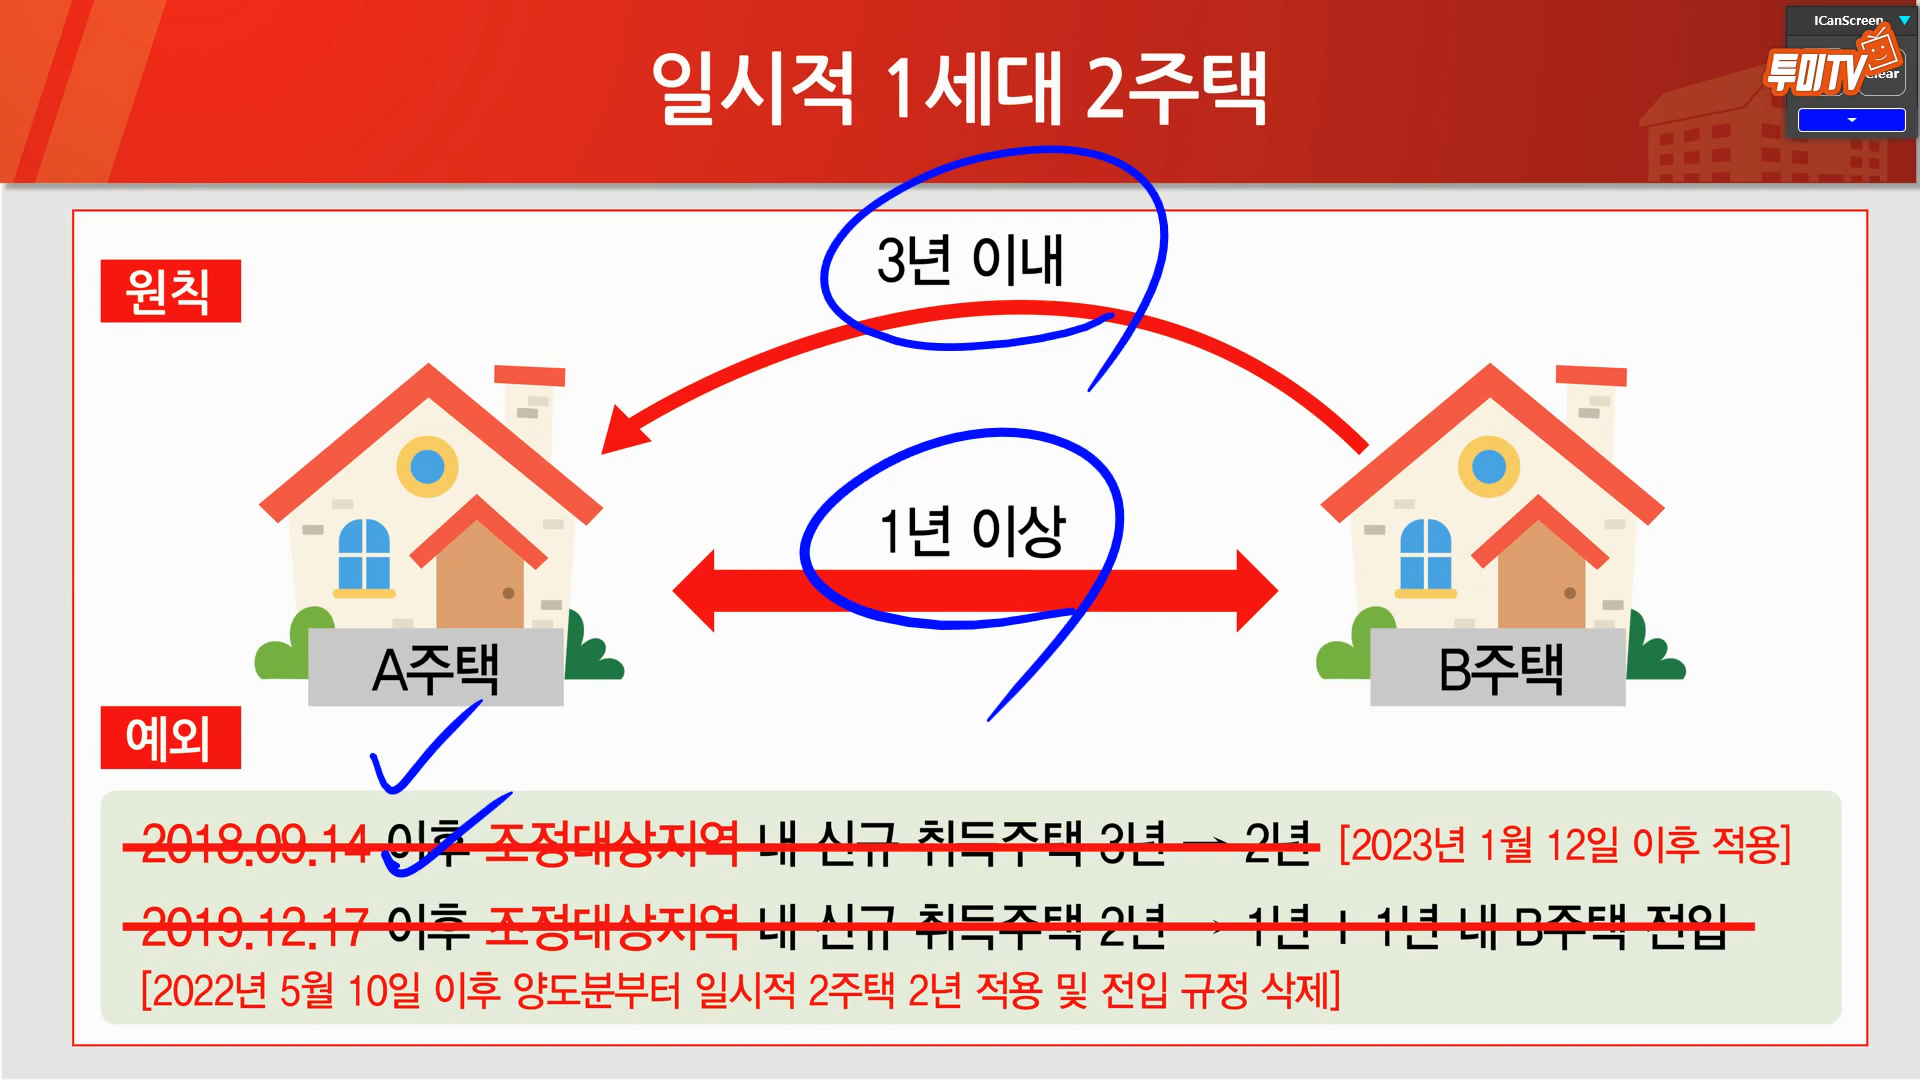 일시적 1세대 2주택
ICanScreen
투미TV
Clear
원칙
3년 이내
1년 이상
A주택
B주택
예외
2018.09.14 이후 조정대상지역 내 신규 취득주택 3년 → 2년 [2023년 1월 12일 이후 적용]
2019.12.17 이후 조정대상지역 내 신규 취득주택 2년 → 1년 + 1년 내 B주택 전입
[2022년 5월 10일 이후 양도분부터 일시적 2주택 2년 적용 및 전입 규정 삭제]